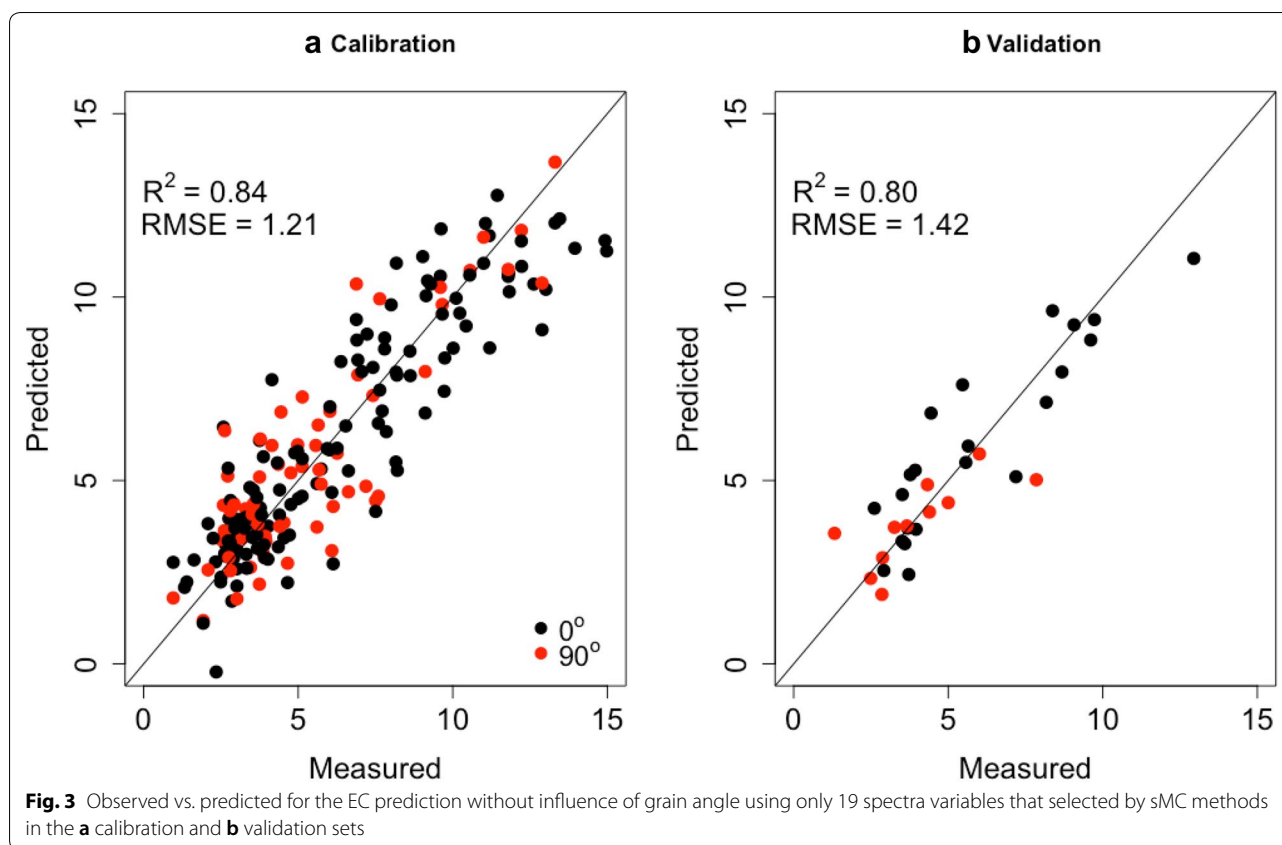 a Calibration
15
10
5
0
Predicted
R² = 0.84
RMSE = 1.21
0°
90°
0 5 10 15
Measured
b Validation
15
10
5
0
Predicted
R² = 0.80
RMSE = 1.42
0 5 10 15
Measured
Fig. 3 Observed vs. predicted for the EC prediction without influence of grain angle using only 19 spectra variables that selected by sMC methods
in the a calibration and b validation sets